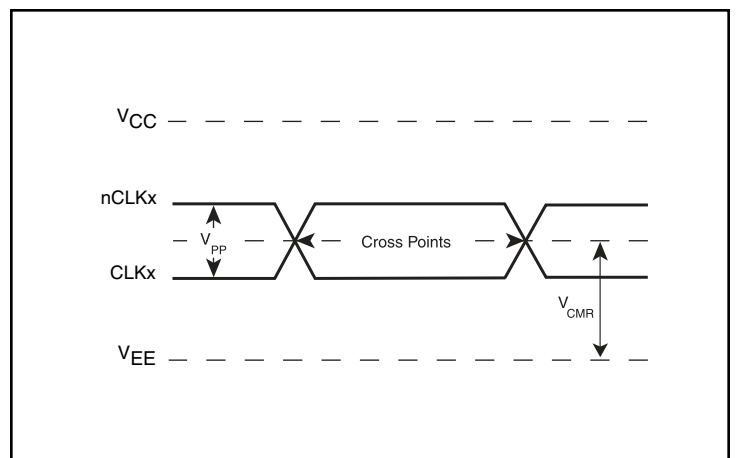 VCC
nCLKx
VPP
Cross Points
CLKx
VCMR
VEE